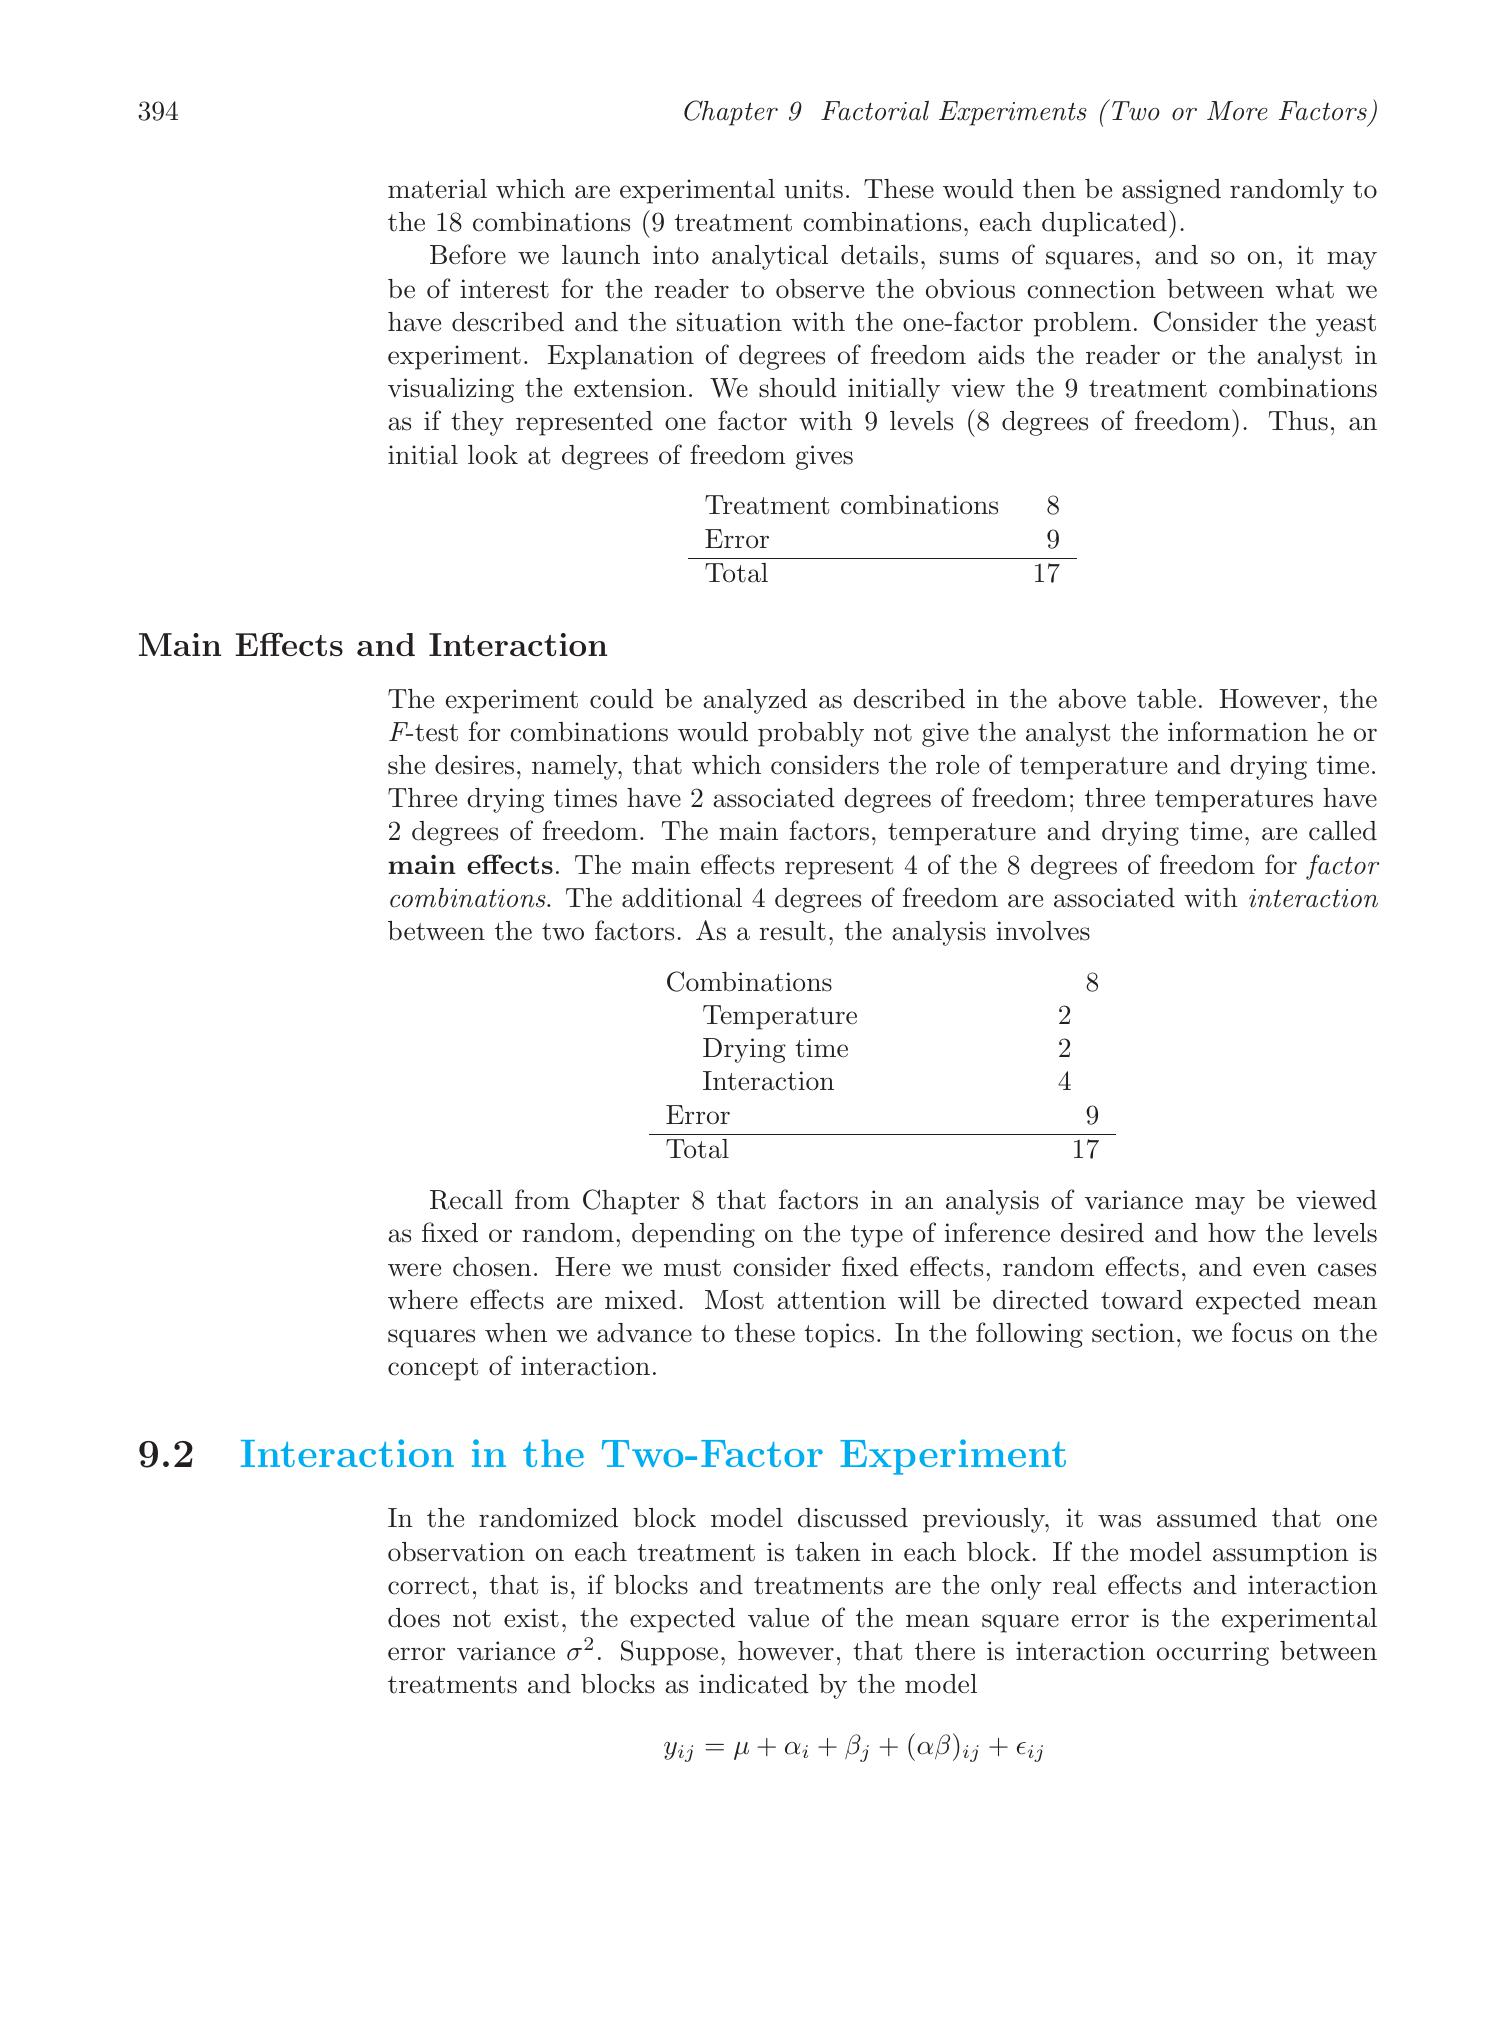 394 Chapter 9 Factorial Experiments (Two or More Factors)
material which are experimental units. These would then be assigned randomly to
the 18 combinations (9 treatment combinations, each duplicated).
Before we launch into analytical details, sums of squares, and so on, it may
be of interest for the reader to observe the obvious connection between what we
have described and the situation with the one-factor problem. Consider the yeast
experiment. Explanation of degrees of freedom aids the reader or the analyst in
visualizing the extension. We should initially view the 9 treatment combinations
as if they represented one factor with 9 levels (8 degrees of freedom). Thus, an
initial look at degrees of freedom gives
Treatment combinations 8
Error 9
Total 17
Main Effects and Interaction
The experiment could be analyzed as described in the above table. However, the
F-test for combinations would probably not give the analyst the information he or
she desires, namely, that which considers the role of temperature and drying time.
Three drying times have 2 associated degrees of freedom; three temperatures have
2 degrees of freedom. The main factors, temperature and drying time, are called
main effects. The main effects represent 4 of the 8 degrees of freedom for factor
combinations. The additional 4 degrees of freedom are associated with interaction
between the two factors. As a result, the analysis involves
Combinations 8
Temperature 2
Drying time 2
Interaction 4
Error 9
Total 17
Recall from Chapter 8 that factors in an analysis of variance may be viewed
as fixed or random, depending on the type of inference desired and how the levels
were chosen. Here we must consider fixed effects, random effects, and even cases
where effects are mixed. Most attention will be directed toward expected mean
squares when we advance to these topics. In the following section, we focus on the
concept of interaction.
9.2 Interaction in the Two-Factor Experiment
In the randomized block model discussed previously, it was assumed that one
observation on each treatment is taken in each block. If the model assumption is
correct, that is, if blocks and treatments are the only real effects and interaction
does not exist, the expected value of the mean square error is the experimental
error variance σ². Suppose, however, that there is interaction occurring between
treatments and blocks as indicated by the model
y_{ij} = μ + α_i + β_j + (αβ)_{ij} + ϵ_{ij}